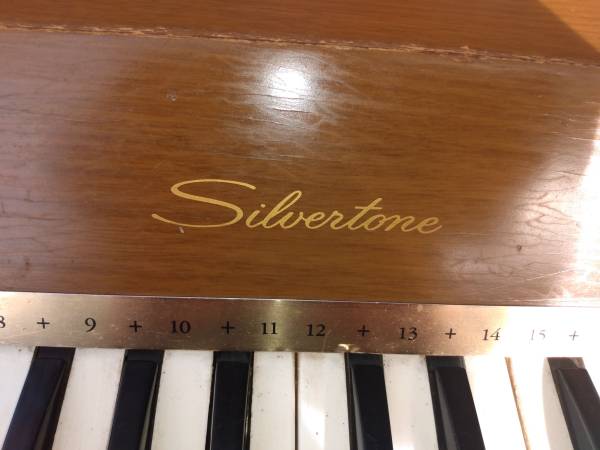 Silvertone
8 + 9 + 10 + 11 12 + 13 + 14 15 +